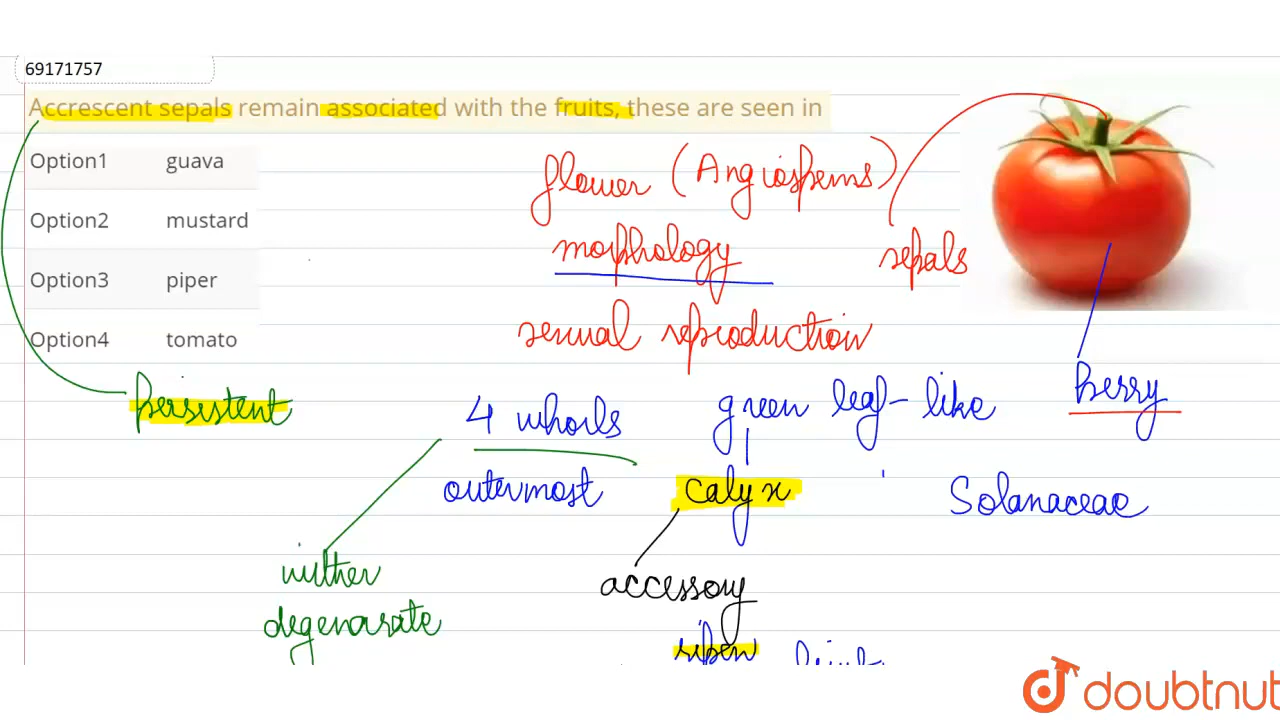 69171757
Accrescent sepals remain associated with the fruits, these are seen in
Option1 guava
Option2 mustard
Option3 piper
Option4 tomato
flower (Angiosperms)
morphology
sepals
sexual reproduction
persistent
4 whorls
green leaf-like
berry
outermost
calyx
Solanaceae
wither
degenarate
accessory
ripen
doubtnut